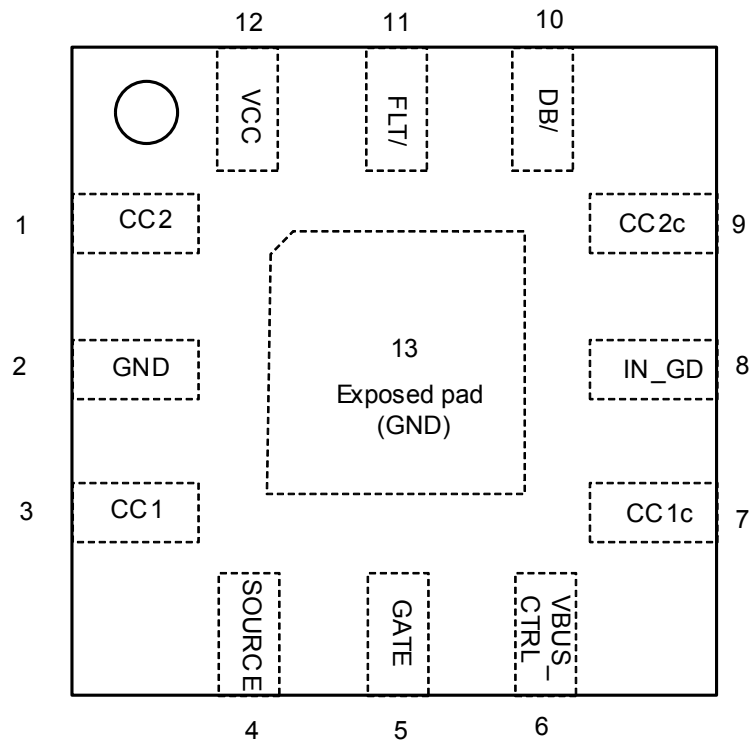 12
11
10
VCC
FLT/
DB/
1
CC2
CC2c
9
2
GND
13
Exposed pad
(GND)
IN_GD
8
3
CC1
CC1c
7
SOURCE
GATE
VBUS_
CTRL
4
5
6